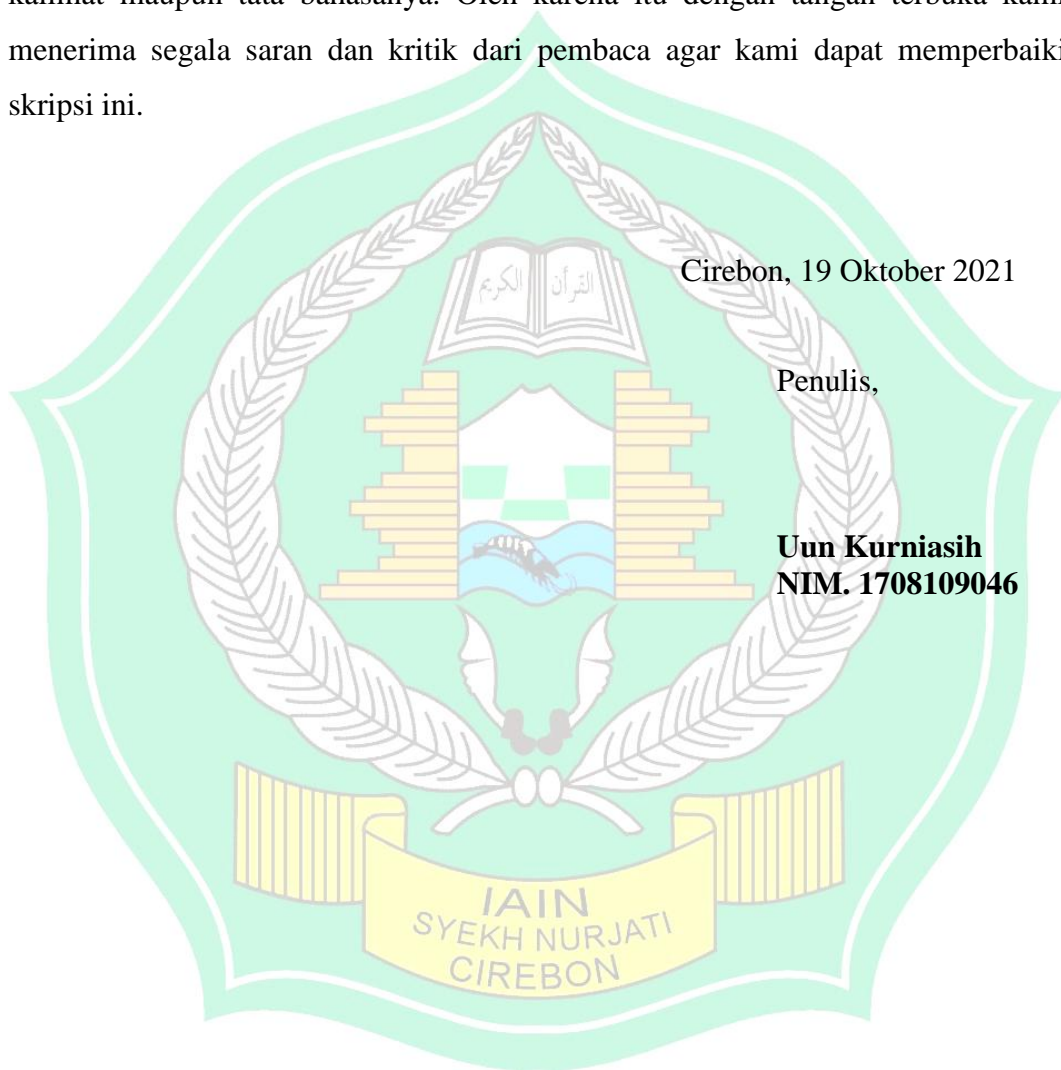 kalimat maupun tata bahasanya. Oleh karena itu dengan tangan terbuka kami
menerima segala saran dan kritik dari pembaca agar kami dapat memperbaiki
skripsi ini.
القرأن الكريم
Cirebon, 19 Oktober 2021
Penulis,
Uun Kurniasih
NIM. 1708109046
IAIN
SYEKH NURJATI
CIREBON